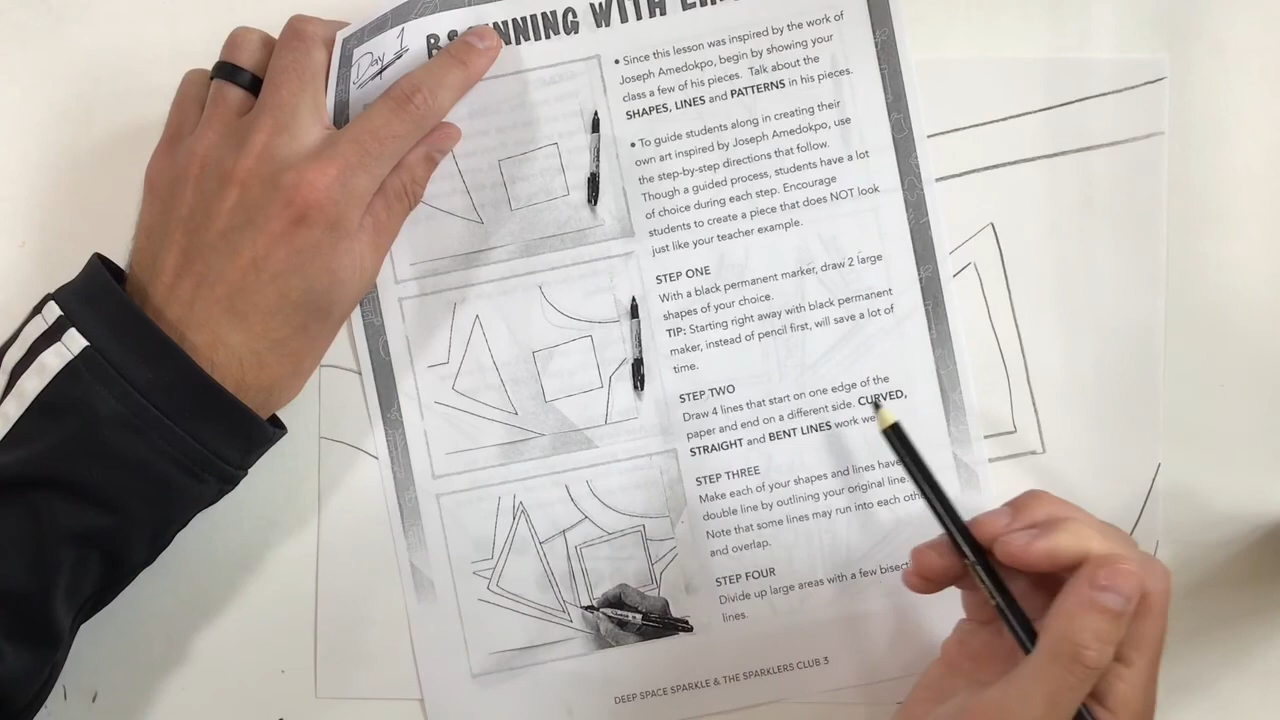 Day 1
NNING WITH
• Since this lesson was inspired by the work of
Joseph Amedokpo, begin by showing your
class a few of his pieces. Talk about the
SHAPES, LINES and PATTERNS in his pieces.
• To guide students along in creating their
own art inspired by Joseph Amedokpo, use
the step-by-step directions that follow.
Though a guided process, students have a lot
of choice during each step. Encourage
students to create a piece that does NOT look
just like your teacher example.
STEP ONE
With a black permanent marker, draw 2 large
shapes of your choice.
TIP: Starting right away with black permanent
maker, instead of pencil first, will save a lot of
time.
STEP TWO
Draw 4 lines that start on one edge of the
paper and end on a different side. CURVED,
STRAIGHT and BENT LINES work we
STEP THREE
Make each of your shapes and lines have
double line by outlining your original line.
Note that some lines may run into each oth
and overlap.
STEP FOUR
Divide up large areas with a few bisect
lines.
DEEP SPACE SPARKLE & THE SPARKLERS CLUB 3